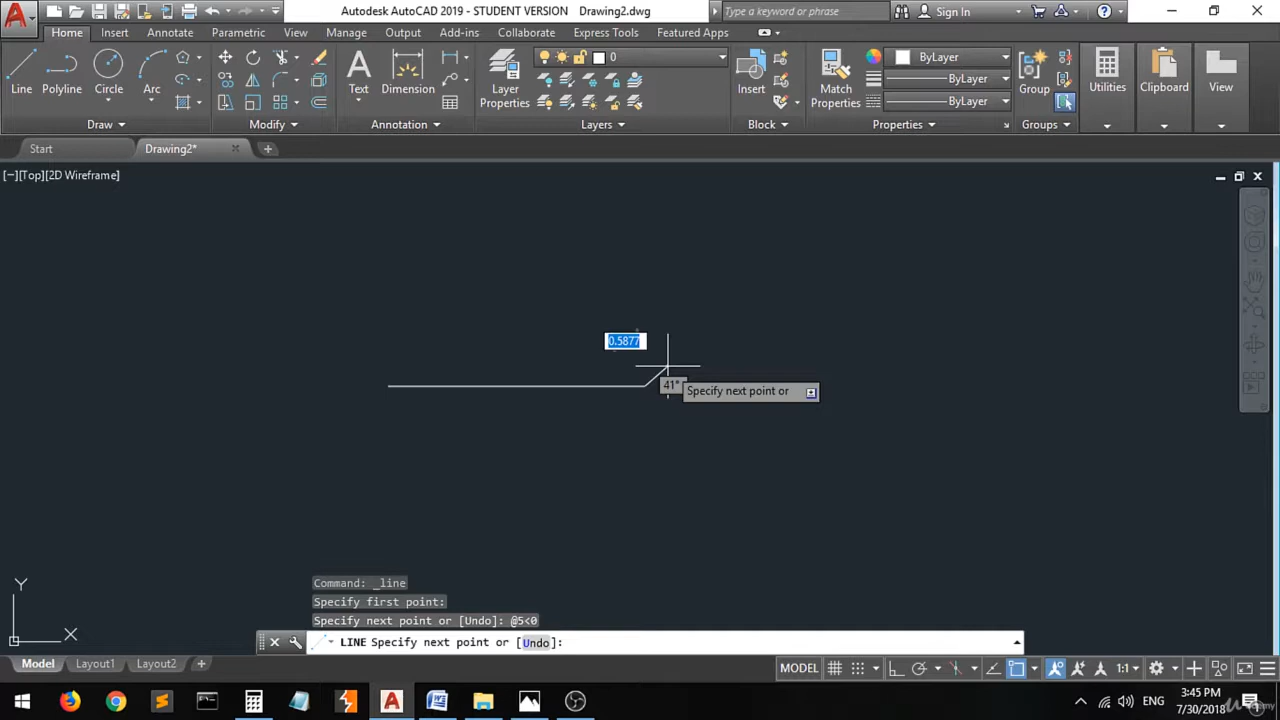 Autodesk AutoCAD 2019 - STUDENT VERSION Drawing2.dwg
Type a keyword or phrase
Sign In
Home Insert Annotate Parametric View Manage Output Add-ins Collaborate Express Tools Featured Apps
0
ByLayer
ByLayer
ByLayer
Line Polyline Circle Arc
Text Dimension
Layer Properties
Insert
Match Properties
Group
Utilities
Clipboard
View
Draw
Modify
Annotation
Layers
Block
Properties
Groups
Start
Drawing2*
[−][Top][2D Wireframe]
0.5877
41°
Specify next point or
Y
X
Command: _line
Specify first point:
Specify next point or [Undo]: @5<0
LINE Specify next point or [Undo]:
Model Layout1 Layout2
MODEL
1:1
ENG
3:45 PM
7/30/2018
Udemy